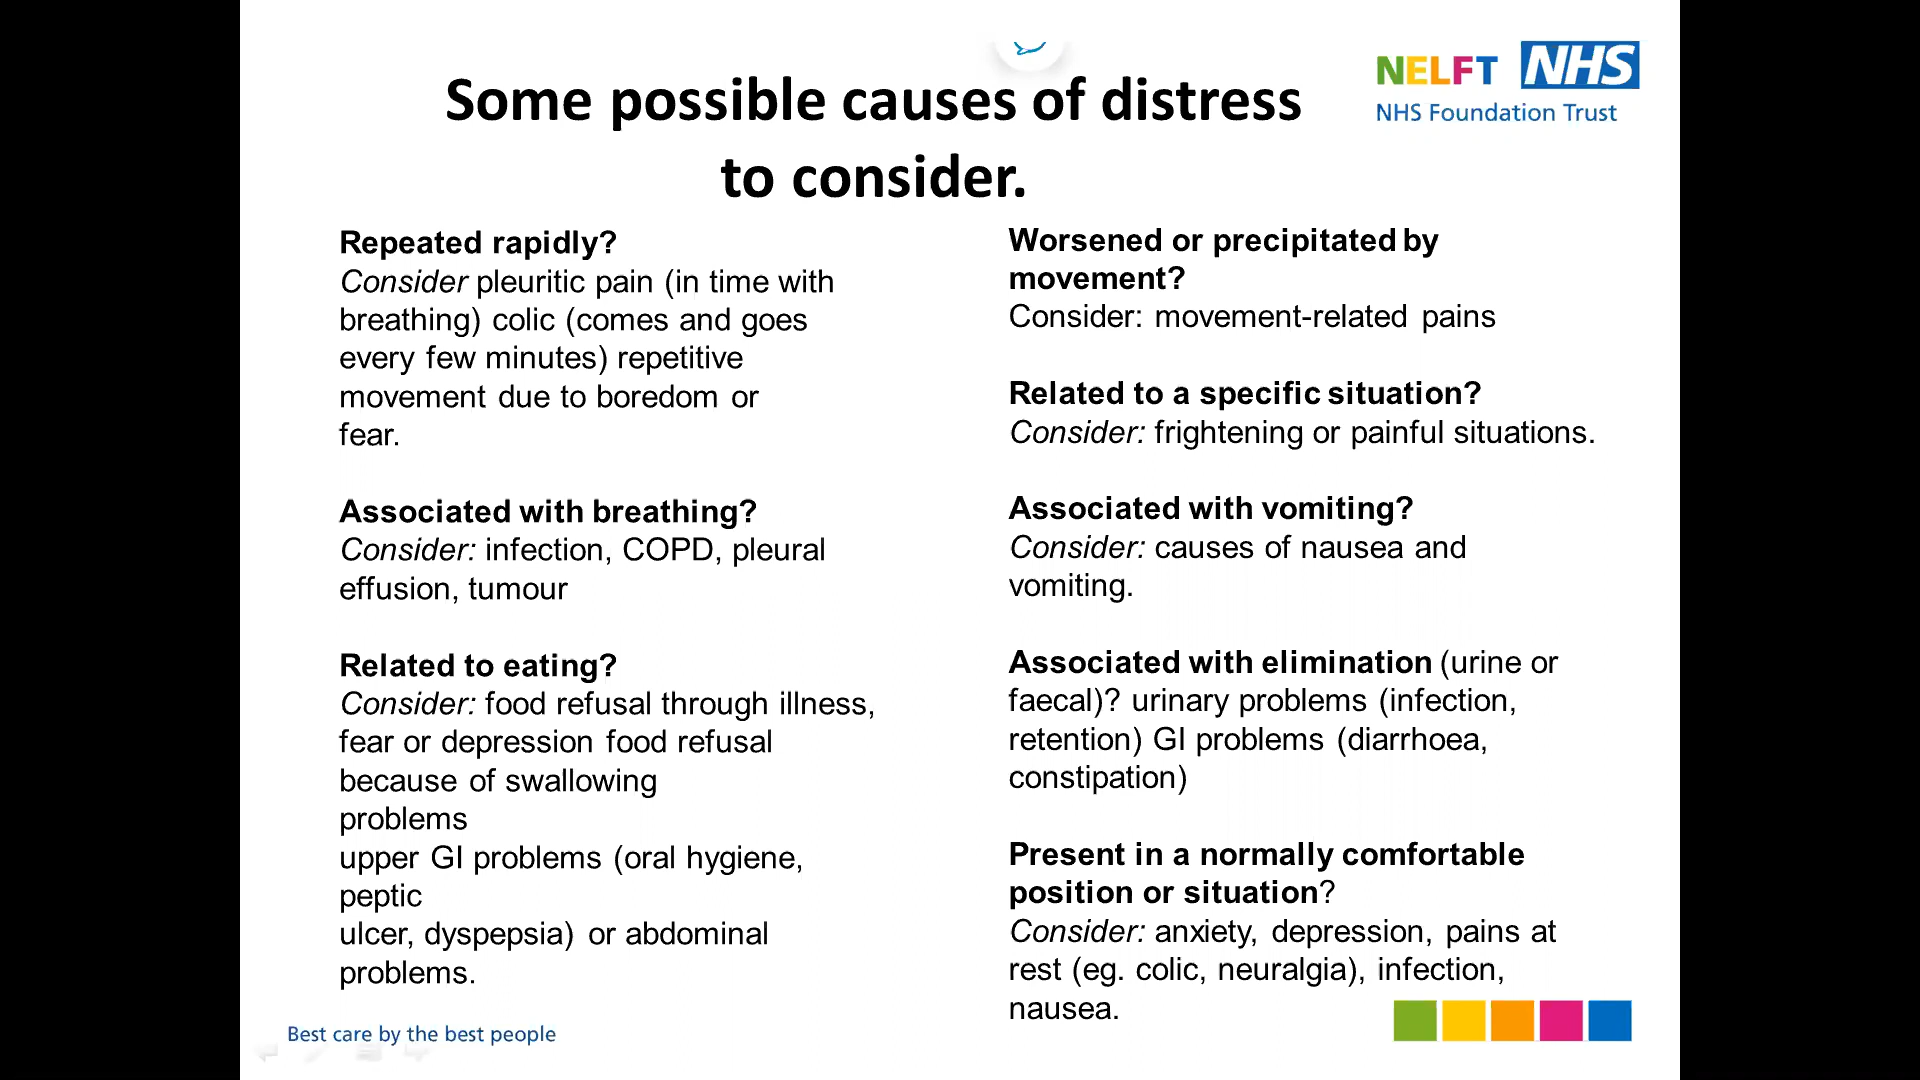 Some possible causes of distress
to consider.
NELFT NHS
NHS Foundation Trust
Repeated rapidly?
Consider pleuritic pain (in time with
breathing) colic (comes and goes
every few minutes) repetitive
movement due to boredom or
fear.
Associated with breathing?
Consider: infection, COPD, pleural
effusion, tumour
Related to eating?
Consider: food refusal through illness,
fear or depression food refusal
because of swallowing
problems
upper GI problems (oral hygiene,
peptic
ulcer, dyspepsia) or abdominal
problems.
Worsened or precipitated by
movement?
Consider: movement-related pains
Related to a specific situation?
Consider: frightening or painful situations.
Associated with vomiting?
Consider: causes of nausea and
vomiting.
Associated with elimination (urine or
faecal)? urinary problems (infection,
retention) GI problems (diarrhoea,
constipation)
Present in a normally comfortable
position or situation?
Consider: anxiety, depression, pains at
rest (eg. colic, neuralgia), infection,
nausea.
Best care by the best people